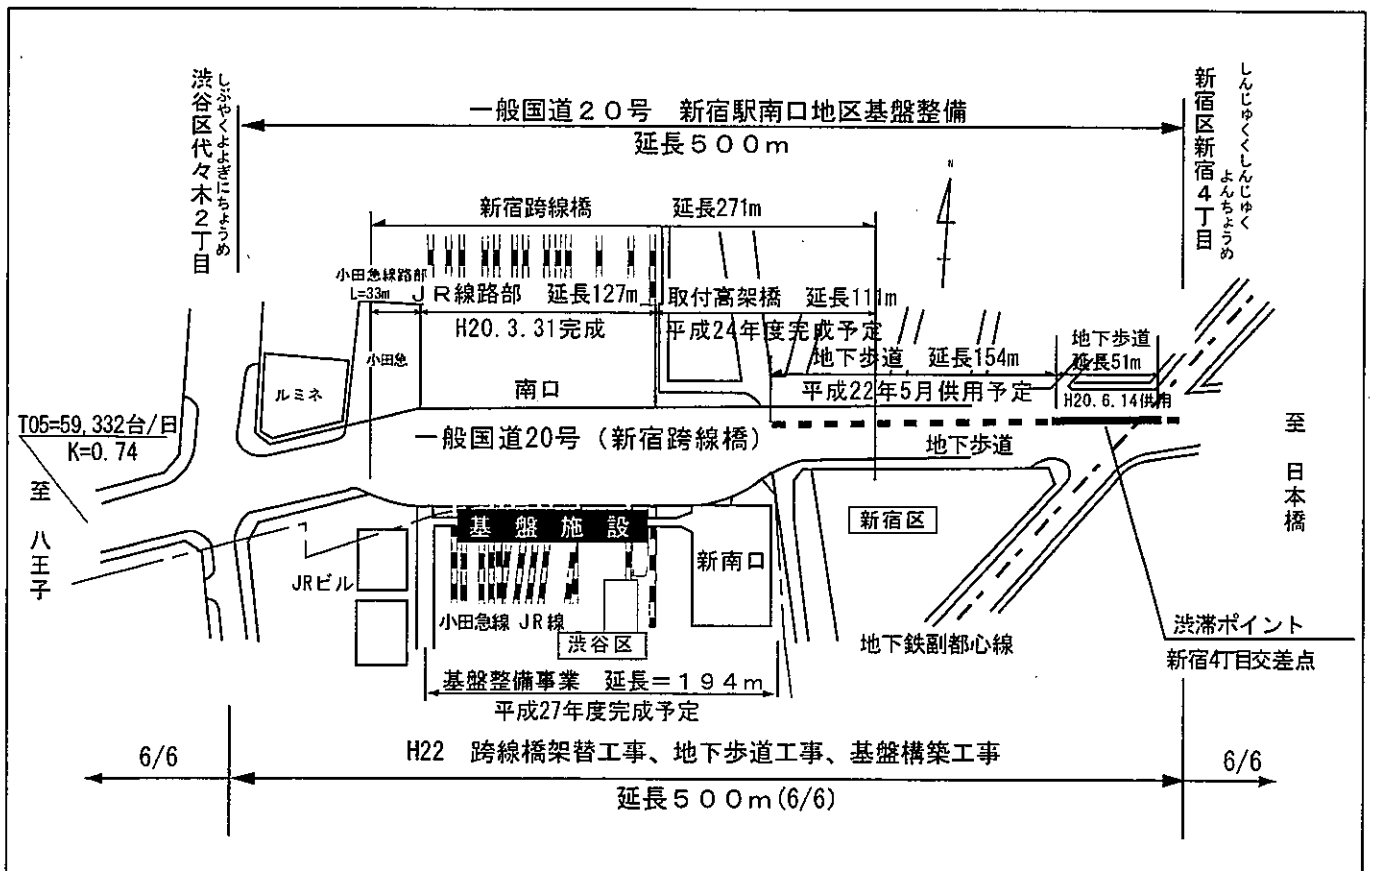 一般国道２０号　新宿駅南口地区基盤整備
延長５００ｍ
渋谷区代々木２丁目
しぶやくよよぎにちょうめ
新宿区新宿４丁目
しんじゅくくしんじゅく
よんちょうめ
N
新宿跨線橋　延長271m
小田急線路部
L=33m
ＪＲ線路部　延長127m
取付高架橋　延長111m
H20.3.31完成
平成24年度完成予定
地下歩道　延長154m
平成22年5月供用予定
地下歩道
延長51m
H20.6.14供用
小田急
ルミネ
南口
T05=59,332台/日
K=0.74
一般国道20号（新宿跨線橋）
地下歩道
至　八王子
至　日本橋
基盤施設
新宿区
新南口
JRビル
小田急線 JR線
渋谷区
地下鉄副都心線
渋滞ポイント
新宿4丁目交差点
基盤整備事業　延長＝１９４ｍ
平成27年度完成予定
6/6
H22　跨線橋架替工事、地下歩道工事、基盤構築工事
6/6
延長５００ｍ(6/6)